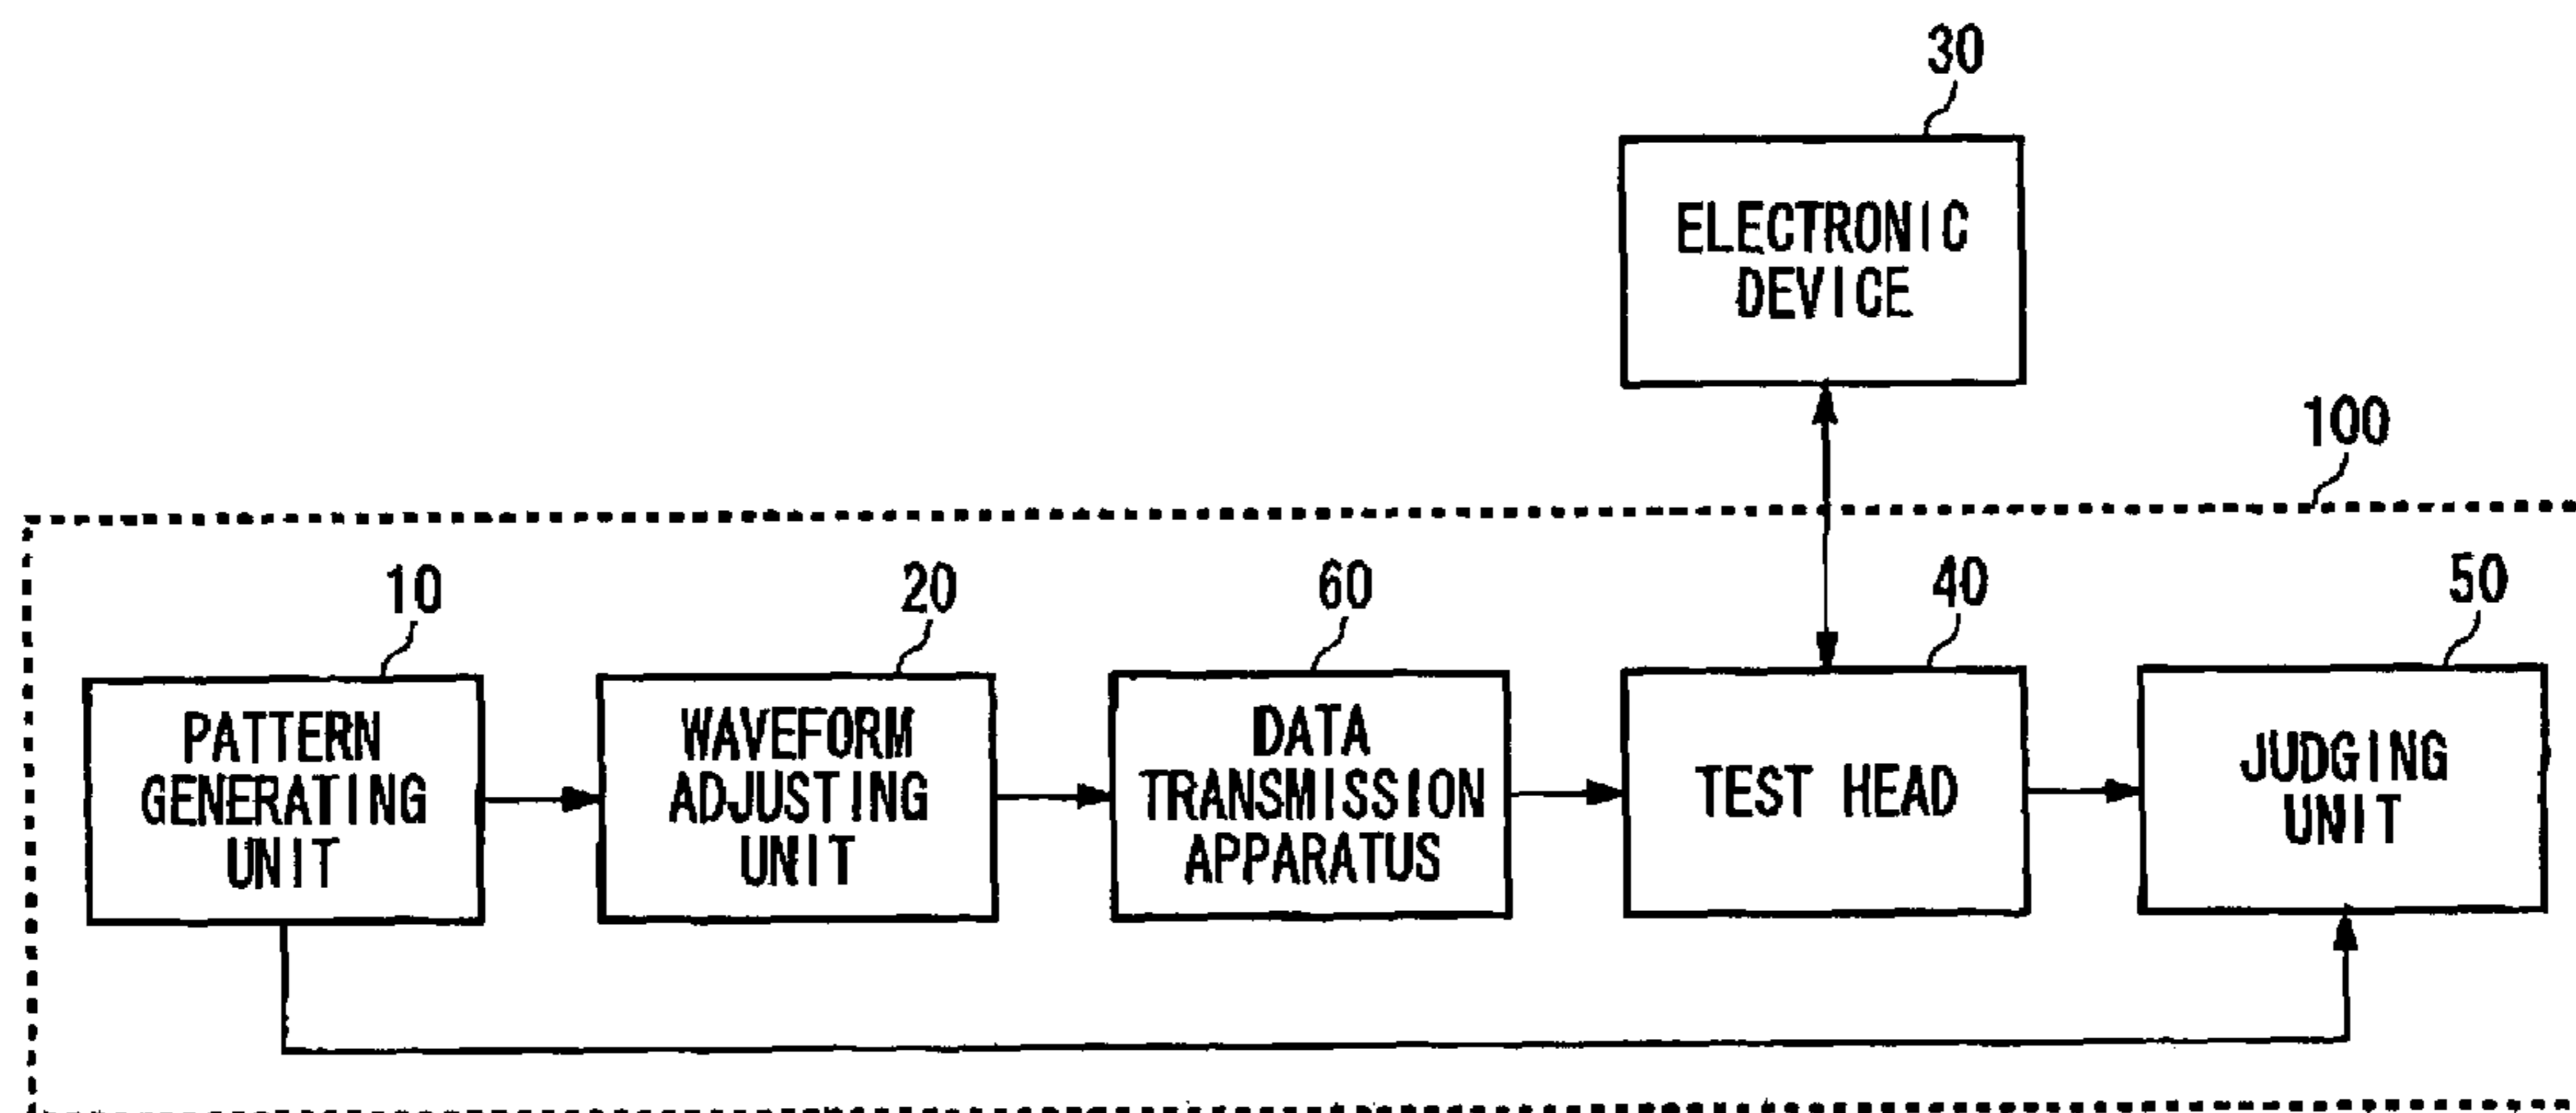 30
ELECTRONIC
DEVICE
100
10
20
60
40
50
PATTERN
GENERATING
UNIT
WAVEFORM
ADJUSTING
UNIT
DATA
TRANSMISSION
APPARATUS
TEST HEAD
JUDGING
UNIT